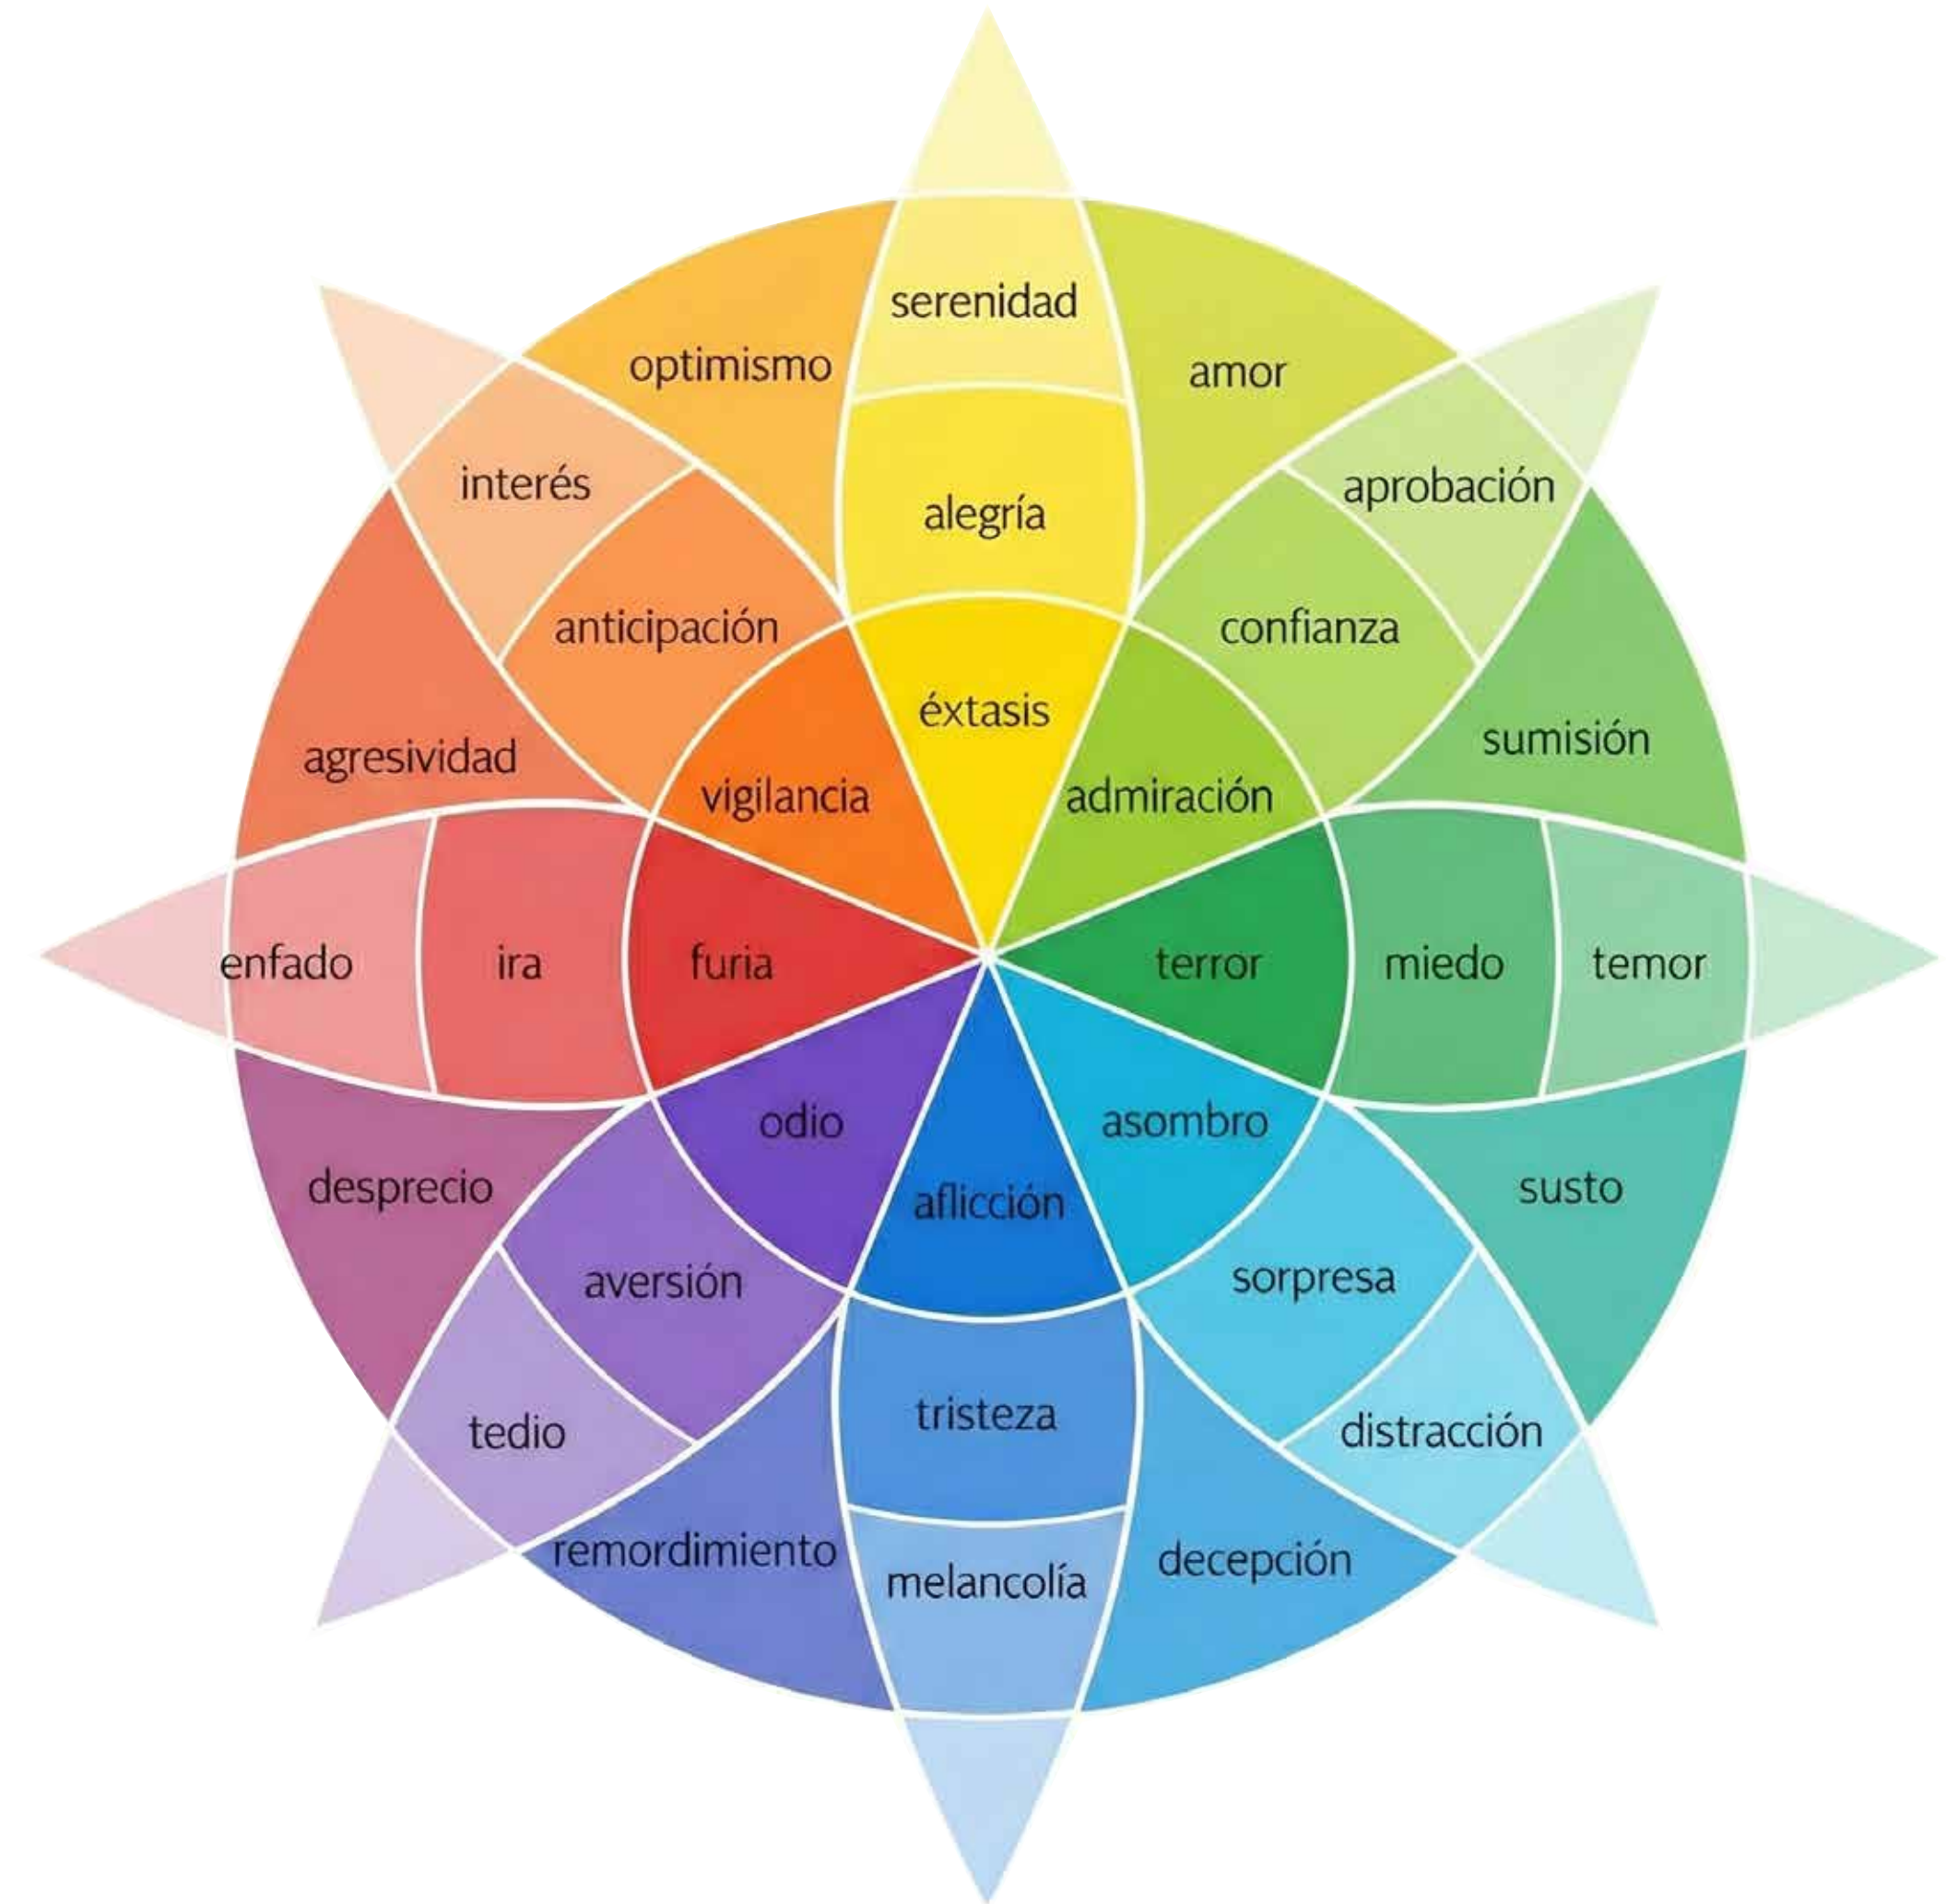 serenidad
optimismo
amor
interés
aprobación
alegría
anticipación
confianza
éxtasis
sumisión
agresividad
vigilancia
admiración
enfado
ira
furia
terror
miedo
temor
odio
asombro
desprecio
aflicción
susto
aversión
sorpresa
tristeza
tedio
distracción
remordimiento
melancolía
decepción